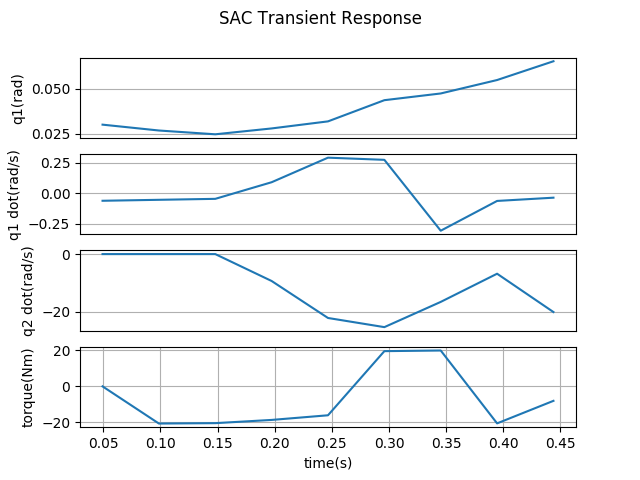 SAC Transient Response
q1(rad)
0.050
0.025
q1 dot(rad/s)
0.25
0.00
−0.25
q2 dot(rad/s)
0
−20
torque(Nm)
20
0
−20
0.05 0.10 0.15 0.20 0.25 0.30 0.35 0.40 0.45
time(s)